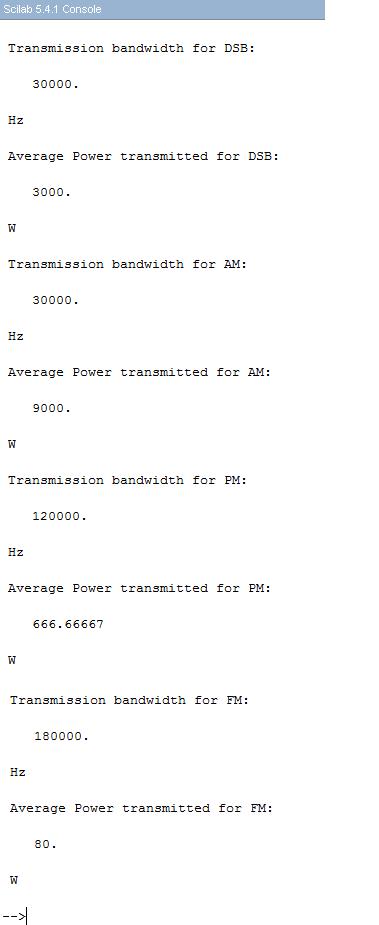 Scilab 5.4.1 Console
Transmission bandwidth for DSB:
30000.
Hz
Average Power transmitted for DSB:
3000.
W
Transmission bandwidth for AM:
30000.
Hz
Average Power transmitted for AM:
9000.
W
Transmission bandwidth for PM:
120000.
Hz
Average Power transmitted for PM:
666.66667
W
Transmission bandwidth for FM:
180000.
Hz
Average Power transmitted for FM:
80.
W
-->